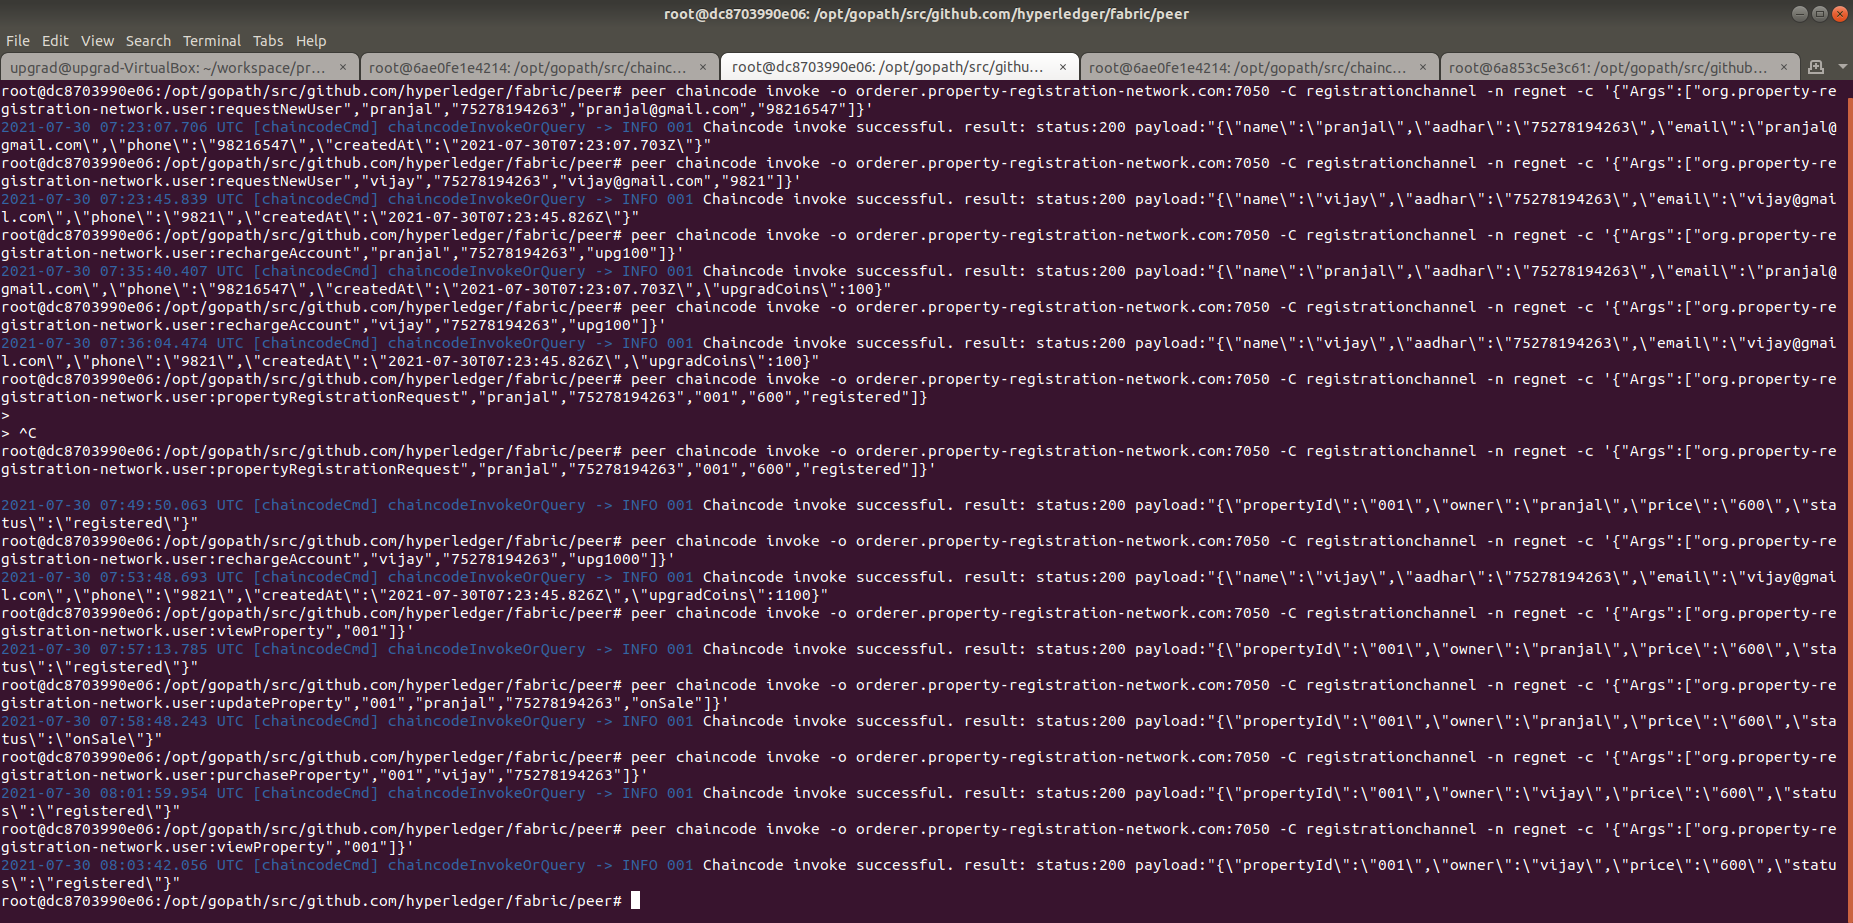 root@dc8703990e06: /opt/gopath/src/github.com/hyperledger/fabric/peer
File Edit View Search Terminal Tabs Help
upgrad@upgrad-VirtualBox: ~/workspace/pr... × root@6ae0fe1e4214: /opt/gopath/src/chainc... × root@dc8703990e06: /opt/gopath/src/githu... × root@6ae0fe1e4214: /opt/gopath/src/chainc... × root@6a853c5e3c61: /opt/gopath/src/github... ×
root@dc8703990e06:/opt/gopath/src/github.com/hyperledger/fabric/peer# peer chaincode invoke -o orderer.property-registration-network.com:7050 -C registrationchannel -n regnet -c '{"Args":["org.property-re
gistration-network.user:requestNewUser","pranjal","75278194263","pranjal@gmail.com","98216547"]}'
2021-07-30 07:23:07.706 UTC [chaincodeCmd] chaincodeInvokeOrQuery -> INFO 001 Chaincode invoke successful. result: status:200 payload:"{\"name\":\"pranjal\",\"aadhar\":\"75278194263\",\"email\":\"pranjal@
gmail.com\",\"phone\":\"98216547\",\"createdAt\":\"2021-07-30T07:23:07.703Z\"}"
root@dc8703990e06:/opt/gopath/src/github.com/hyperledger/fabric/peer# peer chaincode invoke -o orderer.property-registration-network.com:7050 -C registrationchannel -n regnet -c '{"Args":["org.property-re
gistration-network.user:requestNewUser","vijay","75278194263","vijay@gmail.com","9821"]}'
2021-07-30 07:23:45.839 UTC [chaincodeCmd] chaincodeInvokeOrQuery -> INFO 001 Chaincode invoke successful. result: status:200 payload:"{\"name\":\"vijay\",\"aadhar\":\"75278194263\",\"email\":\"vijay@gmai
l.com\",\"phone\":\"9821\",\"createdAt\":\"2021-07-30T07:23:45.826Z\"}"
root@dc8703990e06:/opt/gopath/src/github.com/hyperledger/fabric/peer# peer chaincode invoke -o orderer.property-registration-network.com:7050 -C registrationchannel -n regnet -c '{"Args":["org.property-re
gistration-network.user:rechargeAccount","pranjal","75278194263","upg100"]}'
2021-07-30 07:35:40.407 UTC [chaincodeCmd] chaincodeInvokeOrQuery -> INFO 001 Chaincode invoke successful. result: status:200 payload:"{\"name\":\"pranjal\",\"aadhar\":\"75278194263\",\"email\":\"pranjal@
gmail.com\",\"phone\":\"98216547\",\"createdAt\":\"2021-07-30T07:23:07.703Z\",\"upgradCoins\":100}"
root@dc8703990e06:/opt/gopath/src/github.com/hyperledger/fabric/peer# peer chaincode invoke -o orderer.property-registration-network.com:7050 -C registrationchannel -n regnet -c '{"Args":["org.property-re
gistration-network.user:rechargeAccount","vijay","75278194263","upg100"]}'
2021-07-30 07:36:04.474 UTC [chaincodeCmd] chaincodeInvokeOrQuery -> INFO 001 Chaincode invoke successful. result: status:200 payload:"{\"name\":\"vijay\",\"aadhar\":\"75278194263\",\"email\":\"vijay@gmai
l.com\",\"phone\":\"9821\",\"createdAt\":\"2021-07-30T07:23:45.826Z\",\"upgradCoins\":100}"
root@dc8703990e06:/opt/gopath/src/github.com/hyperledger/fabric/peer# peer chaincode invoke -o orderer.property-registration-network.com:7050 -C registrationchannel -n regnet -c '{"Args":["org.property-re
gistration-network.user:propertyRegistrationRequest","pranjal","75278194263","001","600","registered"]}
>
> ^C
root@dc8703990e06:/opt/gopath/src/github.com/hyperledger/fabric/peer# peer chaincode invoke -o orderer.property-registration-network.com:7050 -C registrationchannel -n regnet -c '{"Args":["org.property-re
gistration-network.user:propertyRegistrationRequest","pranjal","75278194263","001","600","registered"]}'
2021-07-30 07:49:50.063 UTC [chaincodeCmd] chaincodeInvokeOrQuery -> INFO 001 Chaincode invoke successful. result: status:200 payload:"{\"propertyId\":\"001\",\"owner\":\"pranjal\",\"price\":\"600\",\"sta
tus\":\"registered\"}"
root@dc8703990e06:/opt/gopath/src/github.com/hyperledger/fabric/peer# peer chaincode invoke -o orderer.property-registration-network.com:7050 -C registrationchannel -n regnet -c '{"Args":["org.property-re
gistration-network.user:rechargeAccount","vijay","75278194263","upg1000"]}'
2021-07-30 07:53:48.693 UTC [chaincodeCmd] chaincodeInvokeOrQuery -> INFO 001 Chaincode invoke successful. result: status:200 payload:"{\"name\":\"vijay\",\"aadhar\":\"75278194263\",\"email\":\"vijay@gmai
l.com\",\"phone\":\"9821\",\"createdAt\":\"2021-07-30T07:23:45.826Z\",\"upgradCoins\":1100}"
root@dc8703990e06:/opt/gopath/src/github.com/hyperledger/fabric/peer# peer chaincode invoke -o orderer.property-registration-network.com:7050 -C registrationchannel -n regnet -c '{"Args":["org.property-re
gistration-network.user:viewProperty","001"]}'
2021-07-30 07:57:13.785 UTC [chaincodeCmd] chaincodeInvokeOrQuery -> INFO 001 Chaincode invoke successful. result: status:200 payload:"{\"propertyId\":\"001\",\"owner\":\"pranjal\",\"price\":\"600\",\"sta
tus\":\"registered\"}"
root@dc8703990e06:/opt/gopath/src/github.com/hyperledger/fabric/peer# peer chaincode invoke -o orderer.property-registration-network.com:7050 -C registrationchannel -n regnet -c '{"Args":["org.property-re
gistration-network.user:updateProperty","001","pranjal","75278194263","onSale"]}'
2021-07-30 07:58:48.243 UTC [chaincodeCmd] chaincodeInvokeOrQuery -> INFO 001 Chaincode invoke successful. result: status:200 payload:"{\"propertyId\":\"001\",\"owner\":\"pranjal\",\"price\":\"600\",\"sta
tus\":\"onSale\"}"
root@dc8703990e06:/opt/gopath/src/github.com/hyperledger/fabric/peer# peer chaincode invoke -o orderer.property-registration-network.com:7050 -C registrationchannel -n regnet -c '{"Args":["org.property-re
gistration-network.user:purchaseProperty","001","vijay","75278194263"]}'
2021-07-30 08:01:59.954 UTC [chaincodeCmd] chaincodeInvokeOrQuery -> INFO 001 Chaincode invoke successful. result: status:200 payload:"{\"propertyId\":\"001\",\"owner\":\"vijay\",\"price\":\"600\",\"statu
s\":\"registered\"}"
root@dc8703990e06:/opt/gopath/src/github.com/hyperledger/fabric/peer# peer chaincode invoke -o orderer.property-registration-network.com:7050 -C registrationchannel -n regnet -c '{"Args":["org.property-re
gistration-network.user:viewProperty","001"]}'
2021-07-30 08:03:42.056 UTC [chaincodeCmd] chaincodeInvokeOrQuery -> INFO 001 Chaincode invoke successful. result: status:200 payload:"{\"propertyId\":\"001\",\"owner\":\"vijay\",\"price\":\"600\",\"statu
s\":\"registered\"}"
root@dc8703990e06:/opt/gopath/src/github.com/hyperledger/fabric/peer#